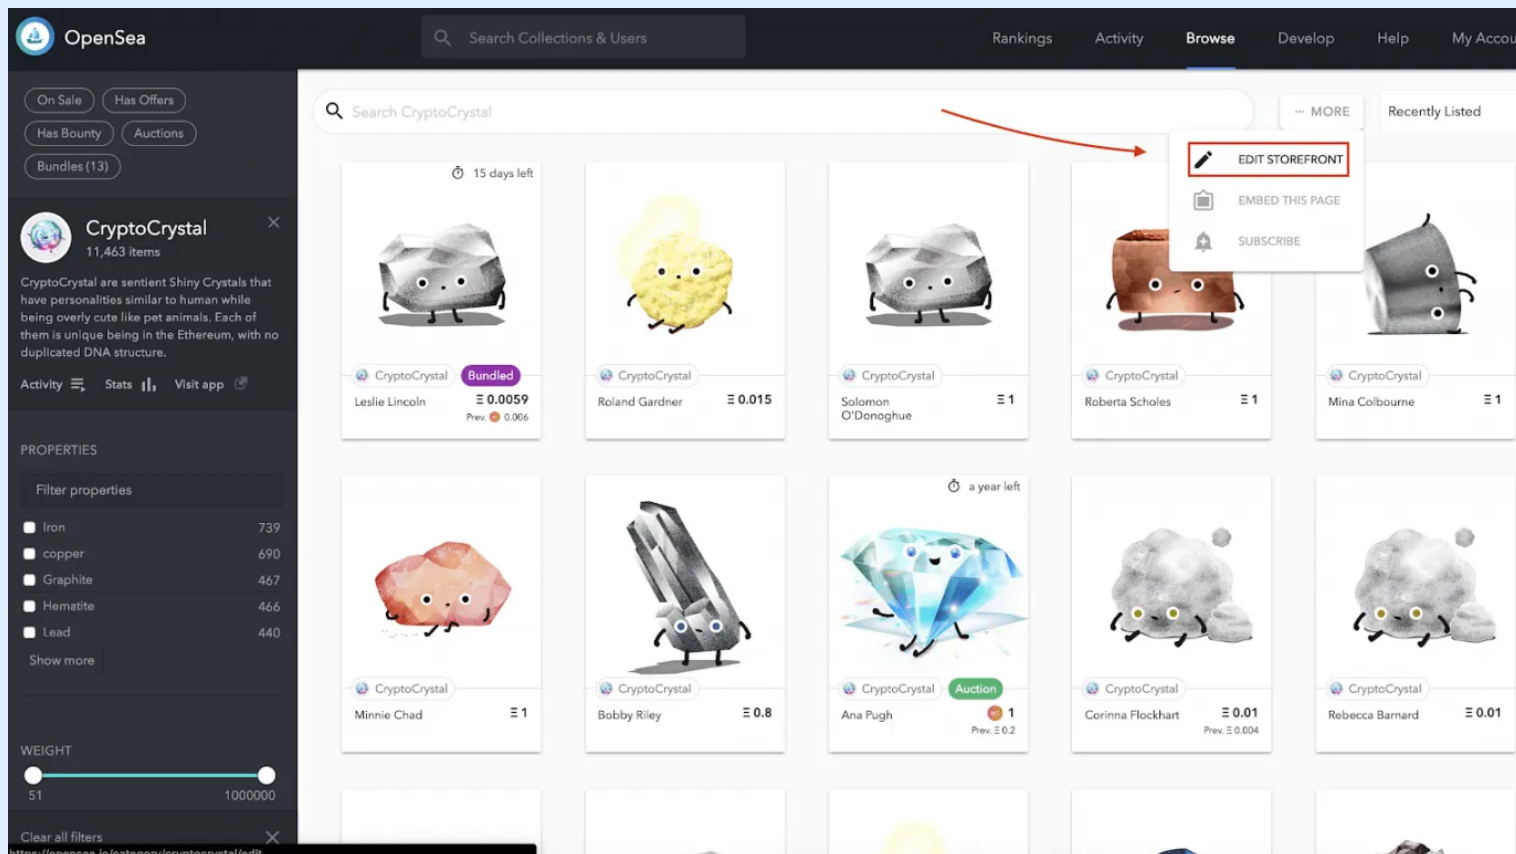 OpenSea
Search Collections & Users
Rankings
Activity
Browse
Develop
Help
My Accou
On Sale
Has Offers
Has Bounty
Auctions
Bundles (13)
CryptoCrystal
11,463 items
CryptoCrystal are sentient Shiny Crystals that
have personalities similar to human while
being overly cute like pet animals. Each of
them is unique being in the Ethereum, with no
duplicated DNA structure.
Activity
Stats
Visit app
PROPERTIES
Filter properties
Iron 739
copper 690
Graphite 467
Hematite 466
Lead 440
Show more
WEIGHT
51 1000000
Clear all filters
https://opensea.io/category/cryptocrystal/edit
Search CryptoCrystal
··· MORE
Recently Listed
EDIT STOREFRONT
EMBED THIS PAGE
SUBSCRIBE
15 days left
CryptoCrystal Bundled
Leslie Lincoln Ξ 0.0059
Prev. 0.006
CryptoCrystal
Roland Gardner Ξ 0.015
CryptoCrystal
Solomon Ξ 1
O'Donoghue
CryptoCrystal
Roberta Scholes Ξ 1
CryptoCrystal
Mina Colbourne Ξ 1
CryptoCrystal
Minnie Chad Ξ 1
CryptoCrystal
Bobby Riley Ξ 0.8
a year left
CryptoCrystal Auction
Ana Pugh 1
Prev. Ξ 0.2
CryptoCrystal
Corinna Flockhart Ξ 0.01
Prev. Ξ 0.004
CryptoCrystal
Rebecca Barnard Ξ 0.01